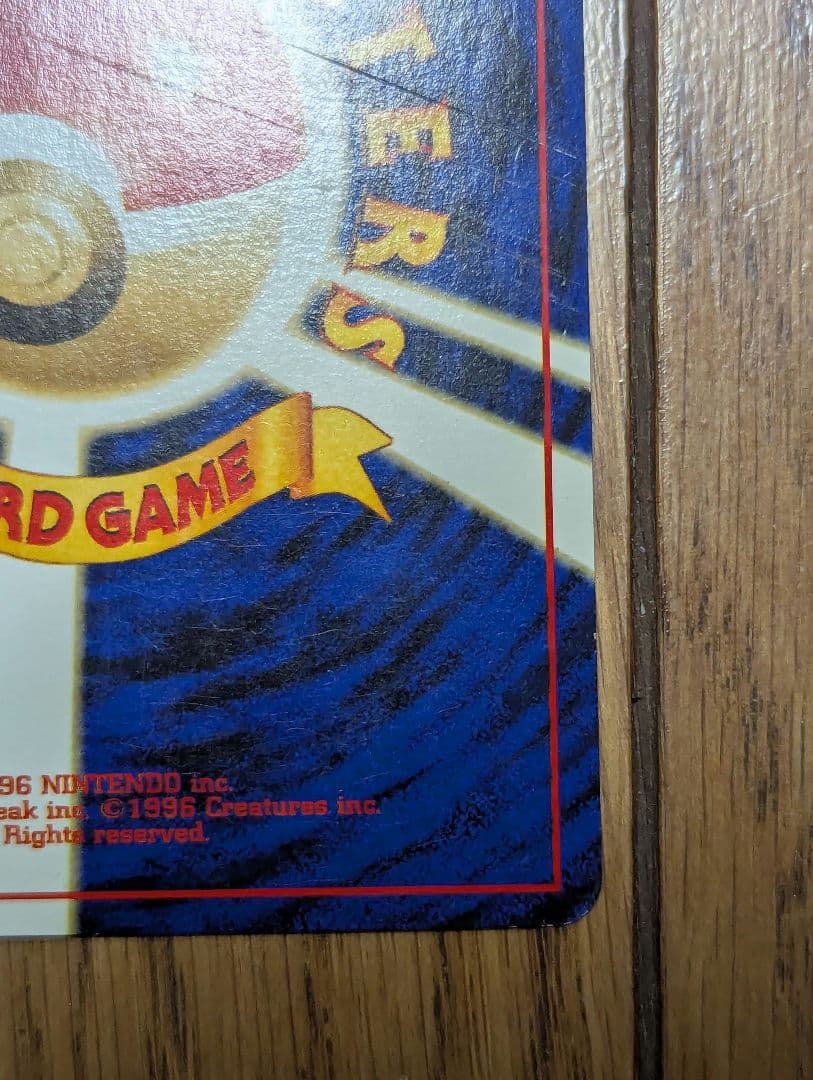 TERS
RD GAME
96 NINTENDO inc.
eak inc. ©1996 Creatures inc.
Rights reserved.